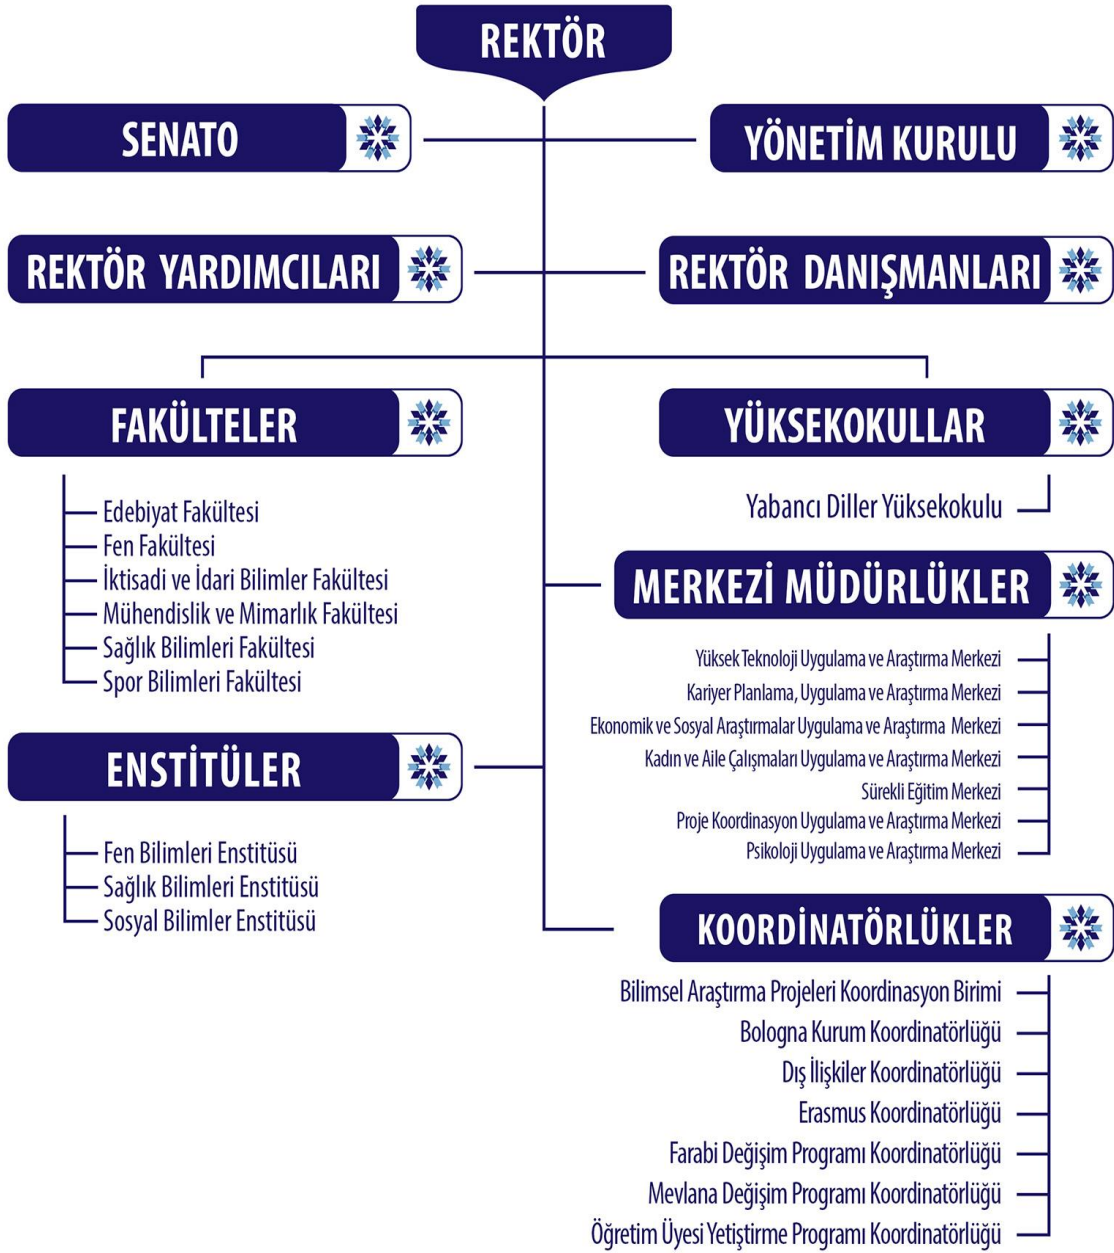 REKTÖR
SENATO
YÖNETİM KURULU
REKTÖR YARDIMCILARI
REKTÖR DANIŞMANLARI
FAKÜLTELER
Edebiyat Fakültesi
Fen Fakültesi
İktisadi ve İdari Bilimler Fakültesi
Mühendislik ve Mimarlık Fakültesi
Sağlık Bilimleri Fakültesi
Spor Bilimleri Fakültesi
YÜKSEKOKULLAR
Yabancı Diller Yüksekokulu
MERKEZİ MÜDÜRLÜKLER
Yüksek Teknoloji Uygulama ve Araştırma Merkezi
Kariyer Planlama, Uygulama ve Araştırma Merkezi
Ekonomik ve Sosyal Araştırmalar Uygulama ve Araştırma Merkezi
Kadın ve Aile Çalışmaları Uygulama ve Araştırma Merkezi
Sürekli Eğitim Merkezi
Proje Koordinasyon Uygulama ve Araştırma Merkezi
Psikoloji Uygulama ve Araştırma Merkezi
ENSTİTÜLER
Fen Bilimleri Enstitüsü
Sağlık Bilimleri Enstitüsü
Sosyal Bilimler Enstitüsü
KOORDİNATÖRLÜKLER
Bilimsel Araştırma Projeleri Koordinasyon Birimi
Bologna Kurum Koordinatörlüğü
Dış İlişkiler Koordinatörlüğü
Erasmus Koordinatörlüğü
Farabi Değişim Programı Koordinatörlüğü
Mevlana Değişim Programı Koordinatörlüğü
Öğretim Üyesi Yetiştirme Programı Koordinatörlüğü